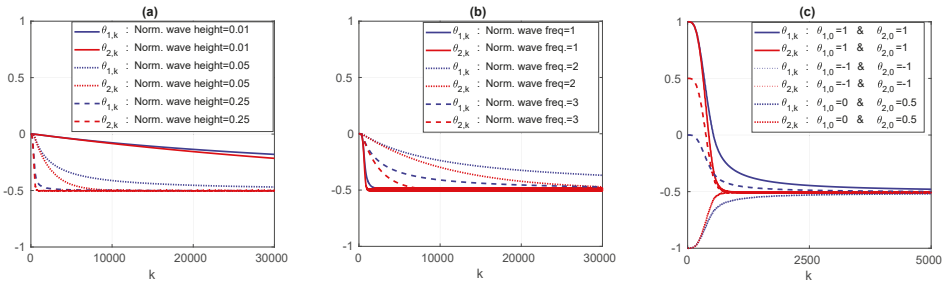 (a)
θ1,k : Norm. wave height=0.01
θ2,k : Norm. wave height=0.01
θ1,k : Norm. wave height=0.05
θ2,k : Norm. wave height=0.05
θ1,k : Norm. wave height=0.25
θ2,k : Norm. wave height=0.25
1
0.5
0
-0.5
-1
0 10000 20000 30000
k
(b)
θ1,k : Norm. wave freq=1
θ2,k : Norm. wave freq.=1
θ1,k : Norm. wave freq.=2
θ2,k : Norm. wave freq=2
θ1,k : Norm. wave freq.=3
θ2,k : Norm. wave freq.=3
1
0.5
0
-0.5
-1
0 10000 20000 30000
k
(c)
θ1,k : θ1,0=1 & θ2,0=1
θ2,k : θ1,0=1 & θ2,0=1
θ1,k : θ1,0=-1 & θ2,0=-1
θ2,k : θ1,0=-1 & θ2,0=-1
θ1,k : θ1,0=0 & θ2,0=0.5
θ2,k : θ1,0=0 & θ2,0=0.5
1
0.5
0
-0.5
-1
0 2500 5000
k